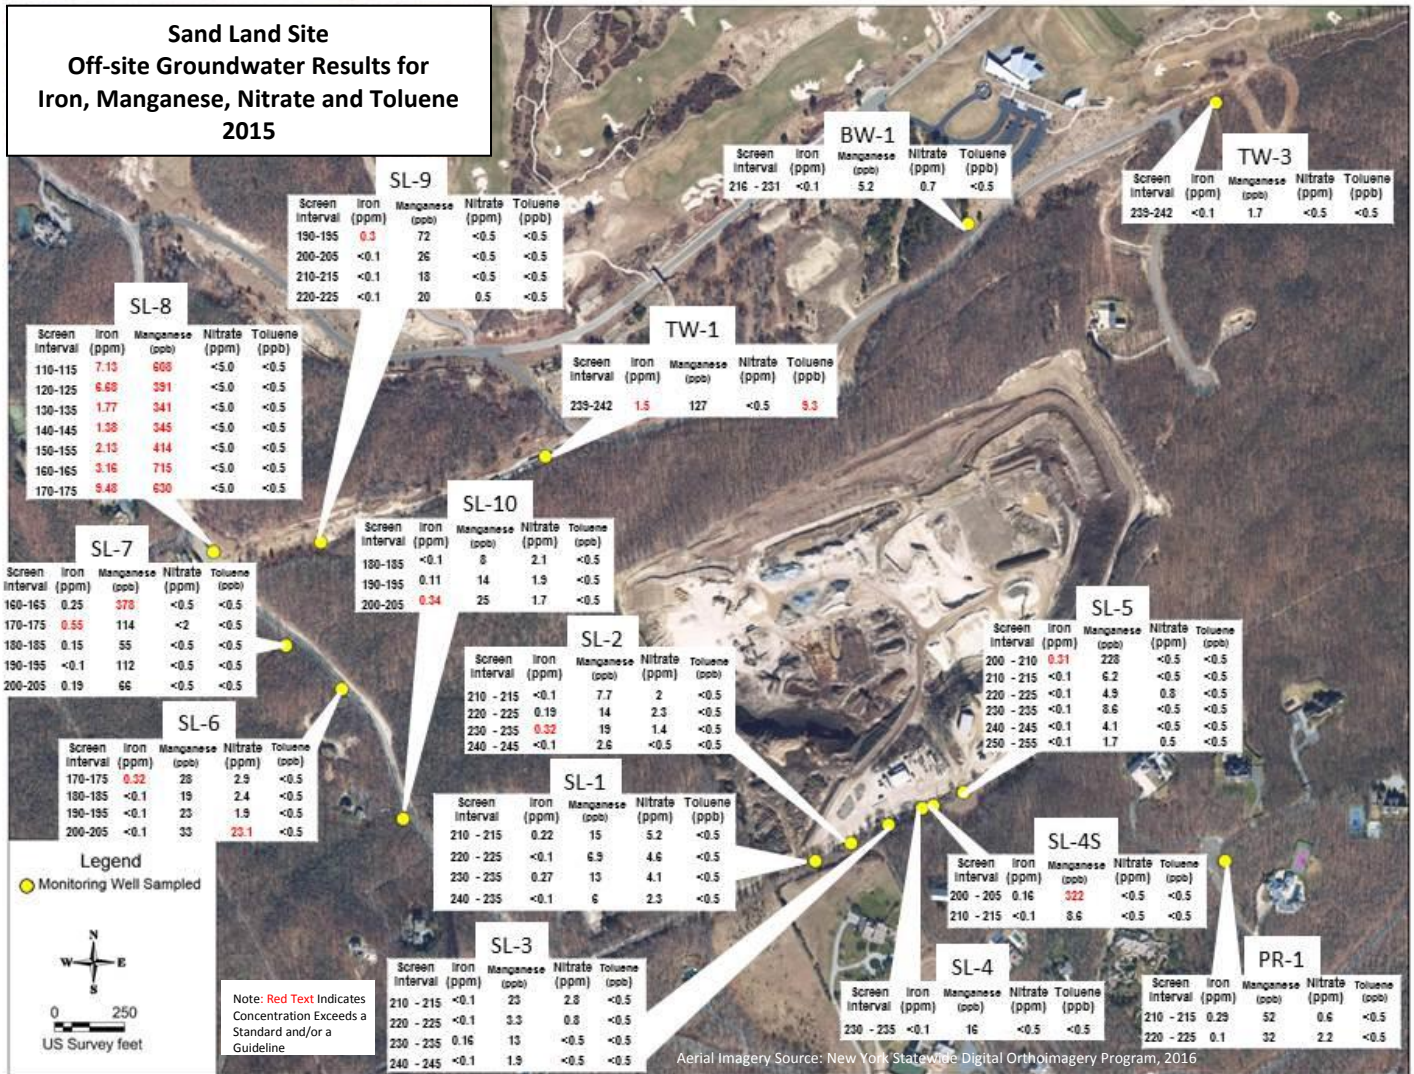 Sand Land Site
Off-site Groundwater Results for
Iron, Manganese, Nitrate and Toluene
2015
BW-1
Screen Interval Iron (ppm) Manganese (ppb) Nitrate (ppm) Toluene (ppb)
216 - 231 <0.1 5.2 0.7 <0.5
TW-3
Screen Interval Iron (ppm) Manganese (ppb) Nitrate (ppm) Toluene (ppb)
239-242 <0.1 1.7 <0.5 <0.5
SL-9
Screen Interval Iron (ppm) Manganese (ppb) Nitrate (ppm) Toluene (ppb)
190-195 0.3 72 <0.5 <0.5
200-205 <0.1 26 <0.5 <0.5
210-215 <0.1 18 <0.5 <0.5
220-225 <0.1 20 0.5 <0.5
SL-8
Screen Interval Iron (ppm) Manganese (ppb) Nitrate (ppm) Toluene (ppb)
110-115 7.13 608 <5.0 <0.5
120-125 6.68 391 <5.0 <0.5
130-135 1.77 341 <5.0 <0.5
140-145 1.38 345 <5.0 <0.5
150-155 2.13 414 <5.0 <0.5
160-165 3.16 715 <5.0 <0.5
170-175 9.48 630 <5.0 <0.5
TW-1
Screen Interval Iron (ppm) Manganese (ppb) Nitrate (ppm) Toluene (ppb)
239-242 1.5 127 <0.5 9.3
SL-10
Screen Interval Iron (ppm) Manganese (ppb) Nitrate (ppm) Toluene (ppb)
180-185 <0.1 8 2.1 <0.5
190-195 0.11 14 1.9 <0.5
200-205 0.34 25 1.7 <0.5
SL-7
Screen Interval Iron (ppm) Manganese (ppb) Nitrate (ppm) Toluene (ppb)
160-165 0.25 378 <0.5 <0.5
170-175 0.55 114 <2 <0.5
180-185 0.15 55 <0.5 <0.5
190-195 <0.1 112 <0.5 <0.5
200-205 0.19 66 <0.5 <0.5
SL-2
Screen Interval Iron (ppm) Manganese (ppb) Nitrate (ppm) Toluene (ppb)
210 - 215 <0.1 7.7 2 <0.5
220 - 225 0.19 14 2.3 <0.5
230 - 235 0.32 19 1.4 <0.5
240 - 245 <0.1 2.6 <0.5 <0.5
SL-5
Screen Interval Iron (ppm) Manganese (ppb) Nitrate (ppm) Toluene (ppb)
200 - 210 0.31 228 <0.5 <0.5
210 - 215 <0.1 6.2 <0.5 <0.5
220 - 225 <0.1 4.9 0.8 <0.5
230 - 235 <0.1 8.6 <0.5 <0.5
240 - 245 <0.1 4.1 <0.5 <0.5
250 - 255 <0.1 1.7 0.5 <0.5
SL-6
Screen Interval Iron (ppm) Manganese (ppb) Nitrate (ppm) Toluene (ppb)
170-175 0.32 28 2.9 <0.5
180-185 <0.1 19 2.4 <0.5
190-195 <0.1 23 1.9 <0.5
200-205 <0.1 33 23.1 <0.5
SL-1
Screen Interval Iron (ppm) Manganese (ppb) Nitrate (ppm) Toluene (ppb)
210 - 215 0.22 15 5.2 <0.5
220 - 225 <0.1 6.9 4.6 <0.5
230 - 235 0.27 13 4.1 <0.5
240 - 235 <0.1 6 2.3 <0.5
SL-4S
Screen Interval Iron (ppm) Manganese (ppb) Nitrate (ppm) Toluene (ppb)
200 - 205 0.16 322 <0.5 <0.5
210 - 215 <0.1 8.6 <0.5 <0.5
SL-3
Screen Interval Iron (ppm) Manganese (ppb) Nitrate (ppm) Toluene (ppb)
210 - 215 <0.1 23 2.8 <0.5
220 - 225 <0.1 3.3 0.8 <0.5
230 - 235 0.16 13 <0.5 <0.5
240 - 245 <0.1 1.9 <0.5 <0.5
SL-4
Screen Interval Iron (ppm) Manganese (ppb) Nitrate (ppm) Toluene (ppb)
230 - 235 <0.1 16 <0.5 <0.5
PR-1
Screen Interval Iron (ppm) Manganese (ppb) Nitrate (ppm) Toluene (ppb)
210 - 215 0.29 52 0.6 <0.5
220 - 225 0.1 32 2.2 <0.5
Legend
Monitoring Well Sampled
N
W E
S
0 250
US Survey feet
Note: Red Text Indicates
Concentration Exceeds a
Standard and/or a
Guideline
Aerial Imagery Source: New York Statewide Digital Orthoimagery Program, 2016